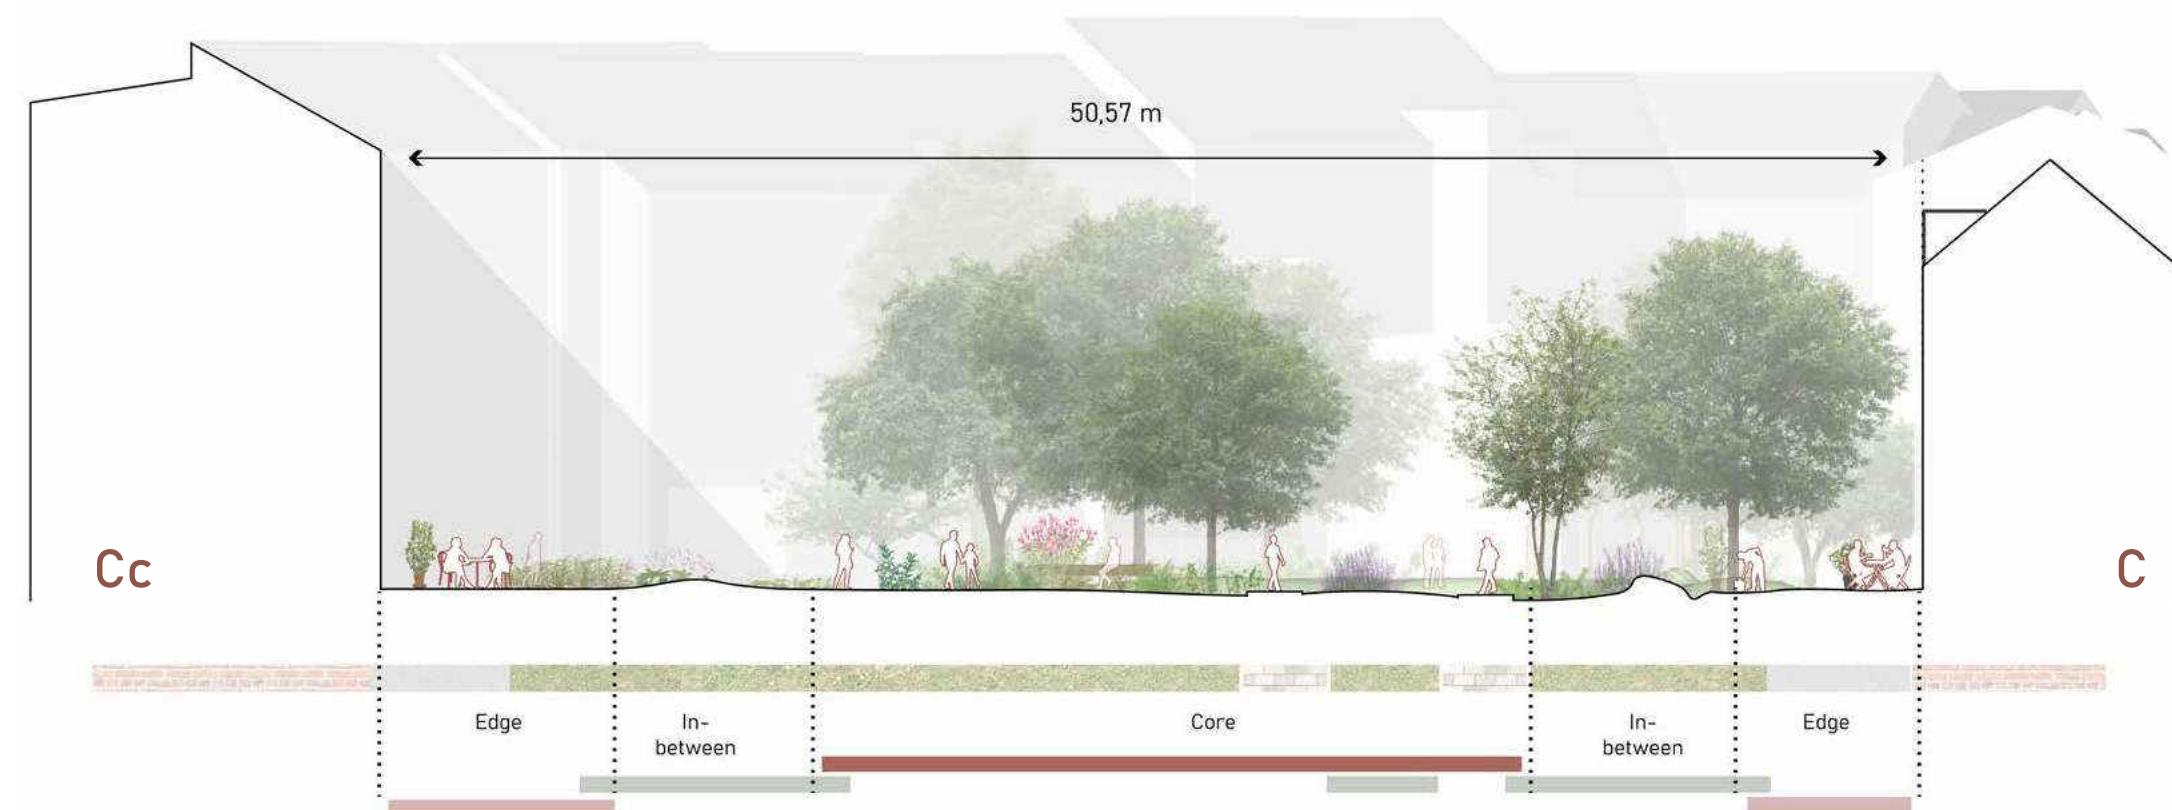 50,57 m
Cc
C
Edge
In-
between
Core
In-
between
Edge